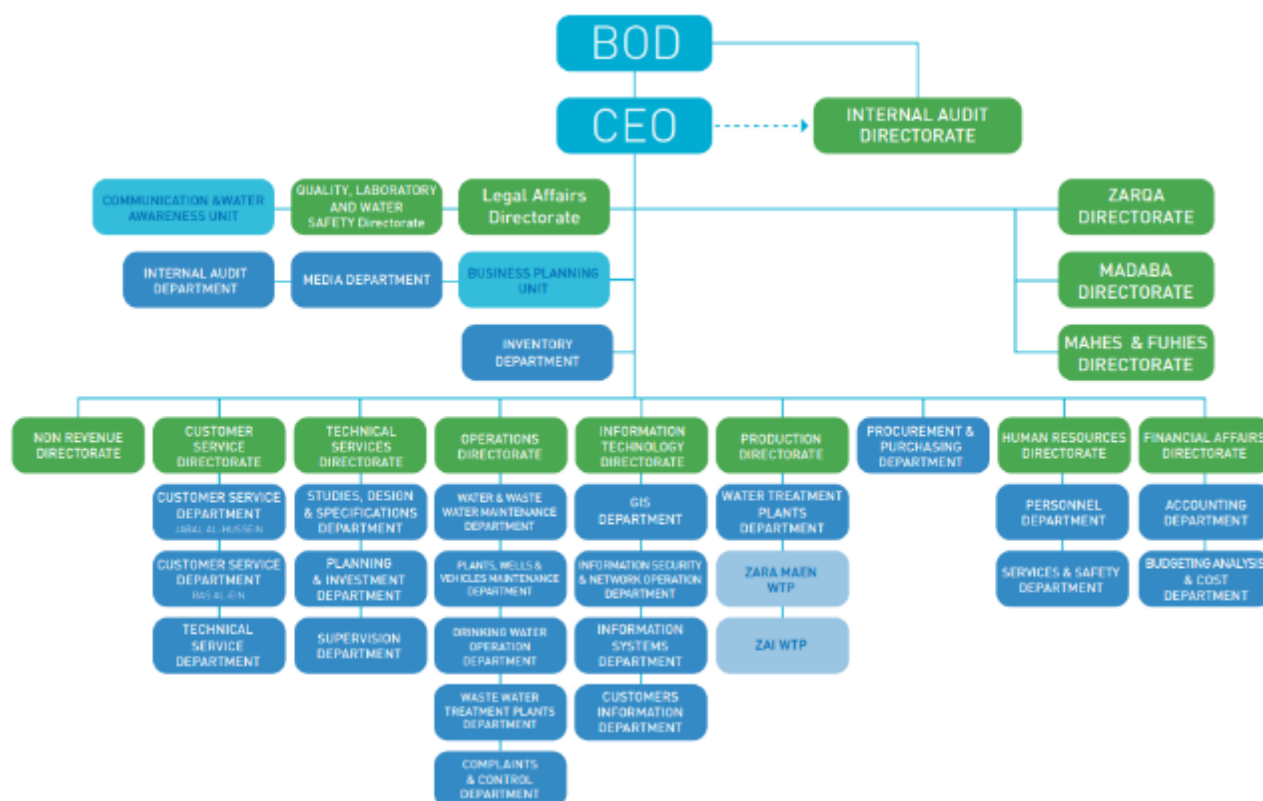 BOD
CEO
INTERNAL AUDIT
DIRECTORATE
COMMUNICATION &WATER
AWARENESS UNIT
QUALITY, LABORATORY
AND WATER
SAFETY Directorate
Legal Affairs
Directorate
ZARQA
DIRECTORATE
INTERNAL AUDIT
DEPARTMENT
MEDIA DEPARTMENT
BUSINESS PLANNING
UNIT
MADABA
DIRECTORATE
INVENTORY
DEPARTMENT
MAHES & FUHIES
DIRECTORATE
NON REVENUE
DIRECTORATE
CUSTOMER
SERVICE
DIRECTORATE
TECHNICAL
SERVICES
DIRECTORATE
OPERATIONS
DIRECTORATE
INFORMATION
TECHNOLOGY
DIRECTORATE
PRODUCTION
DIRECTORATE
PROCUREMENT &
PURCHASING
DEPARTMENT
HUMAN RESOURCES
DIRECTORATE
FINANCIAL AFFAIRS
DIRECTORATE
CUSTOMER SERVICE
DEPARTMENT
JABAL AL-HUSSEIN
STUDIES, DESIGN
& SPECIFICATIONS
DEPARTMENT
WATER & WASTE
WATER MAINTENANCE
DEPARTMENT
GIS
DEPARTMENT
WATER TREATMENT
PLANTS
DEPARTMENT
PERSONNEL
DEPARTMENT
ACCOUNTING
DEPARTMENT
CUSTOMER SERVICE
DEPARTMENT
RAS AL-EIN
PLANNING
& INVESTMENT
DEPARTMENT
PLANTS, WELLS &
VEHICLES MAINTENANCE
DEPARTMENT
INFORMATION SECURITY
& NETWORK OPERATION
DEPARTMENT
ZARA MAEN
WTP
SERVICES & SAFETY
DEPARTMENT
BUDGETING ANALYSIS
& COST
DEPARTMENT
TECHNICAL
SERVICE
DEPARTMENT
SUPERVISION
DEPARTMENT
DRINKING WATER
OPERATION
DEPARTMENT
INFORMATION
SYSTEMS
DEPARTMENT
ZAI WTP
WASTE WATER
TREATMENT PLANTS
DEPARTMENT
CUSTOMERS
INFORMATION
DEPARTMENT
COMPLAINTS
& CONTROL
DEPARTMENT